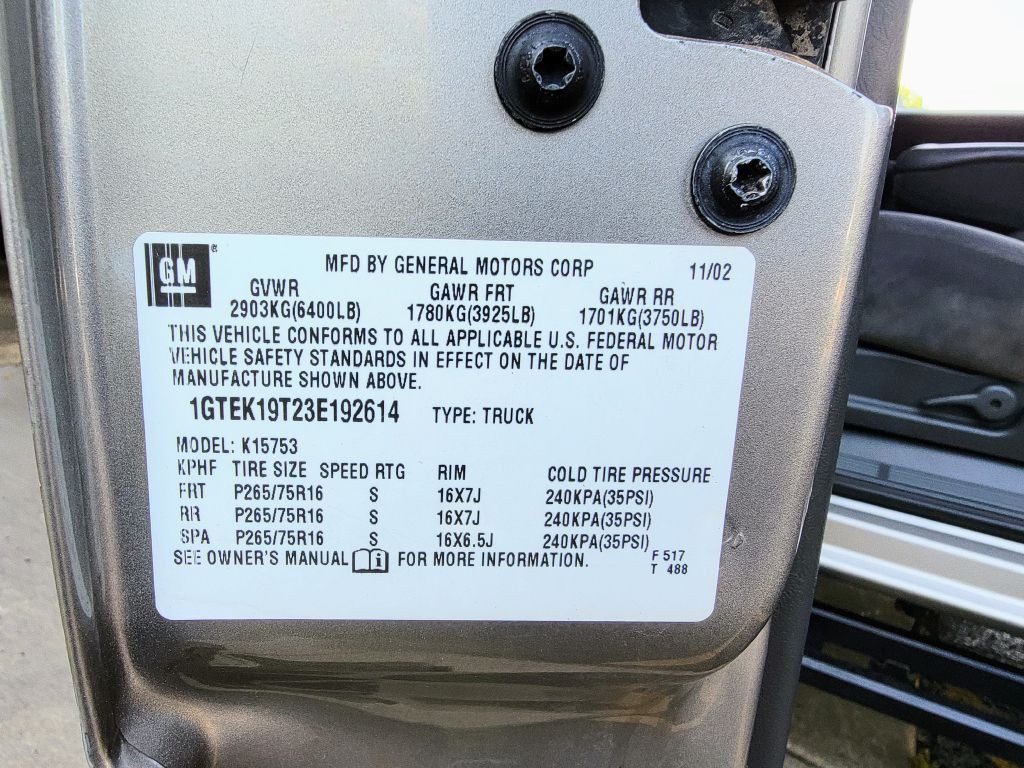 GM ®
MFD BY GENERAL MOTORS CORP 11/02
GVWR GAWR FRT GAWR RR
2903KG(6400LB) 1780KG(3925LB) 1701KG(3750LB)
THIS VEHICLE CONFORMS TO ALL APPLICABLE U.S. FEDERAL MOTOR
VEHICLE SAFETY STANDARDS IN EFFECT ON THE DATE OF
MANUFACTURE SHOWN ABOVE.
1GTEK19T23E192614 TYPE: TRUCK
MODEL: K15753
KPHF TIRE SIZE SPEED RTG RIM COLD TIRE PRESSURE
FRT P265/75R16 S 16X7J 240KPA(35PSI)
RR P265/75R16 S 16X7J 240KPA(35PSI)
SPA P265/75R16 S 16X6.5J 240KPA(35PSI)
SEE OWNER'S MANUAL i FOR MORE INFORMATION.
F 517
T 488